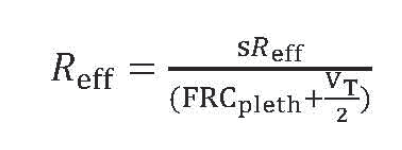 R_eff = sR_eff / (FRC_pleth + V_T / 2)